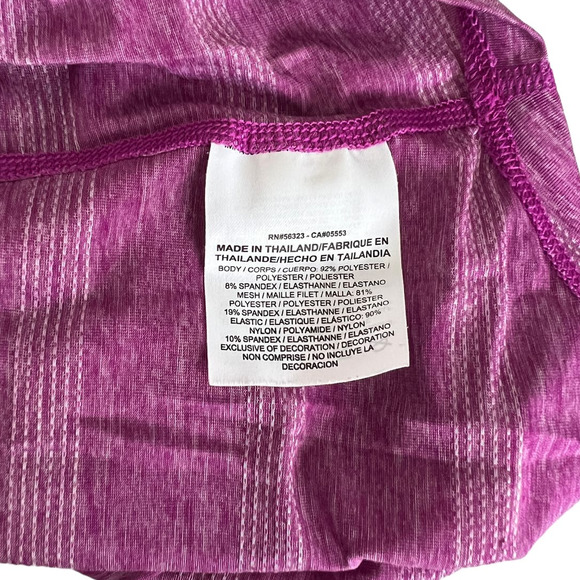 RN#56323 - CA#05553
MADE IN THAILAND/FABRIQUE EN
THAILANDE/HECHO EN TAILANDIA
BODY / CORPS / CUERPO: 92% POLYESTER /
POLYESTER / POLIESTER
8% SPANDEX / ELASTHANNE / ELASTANO
MESH / MAILLE FILET / MALLA: 81%
POLYESTER / POLYESTER / POLIESTER
19% SPANDEX / ELASTHANNE / ELASTANO
ELASTIC / ELASTIQUE / ELÁSTICO: 90%
NYLON / POLYAMIDE / NYLON
10% SPANDEX / ELASTHANNE / ELASTANO
EXCLUSIVE OF DECORATION / DECORATION
NON COMPRISE / NO INCLUYE LA
DECORACION